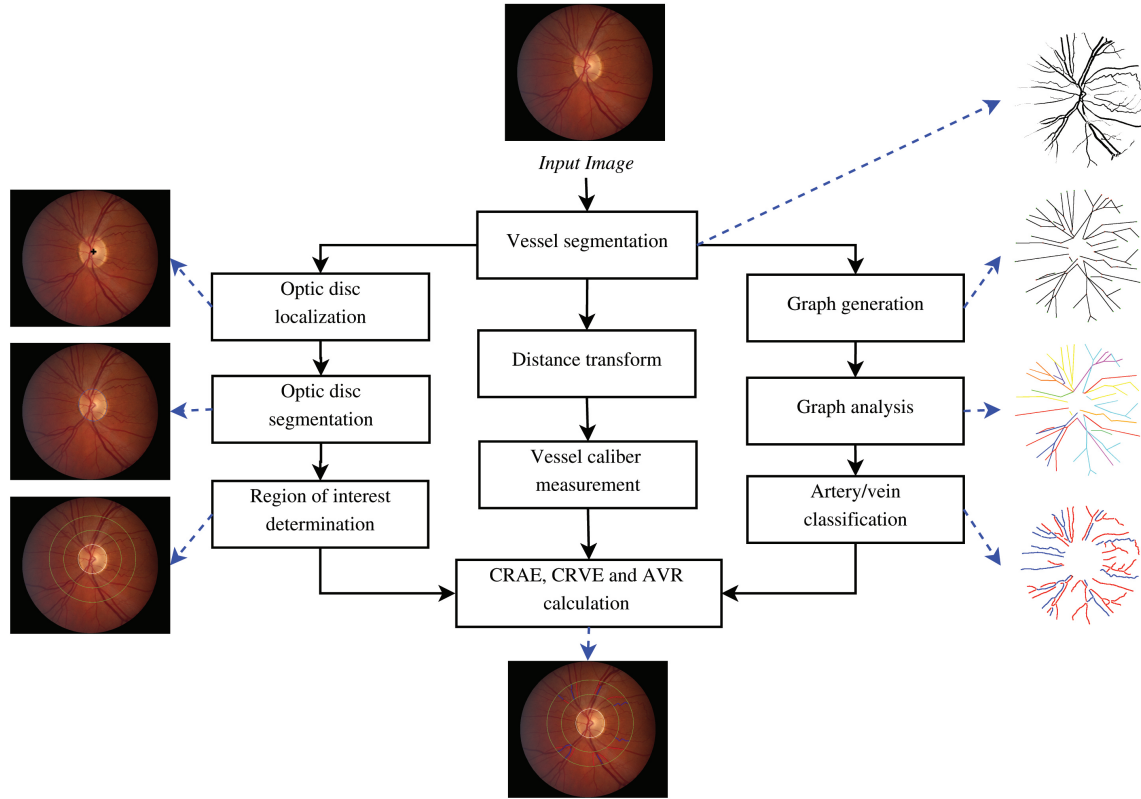 Input Image
Vessel segmentation
Optic disc
localization
Optic disc
segmentation
Region of interest
determination
Distance transform
Vessel caliber
measurement
Graph generation
Graph analysis
Artery/vein
classification
CRAE, CRVE and AVR
calculation